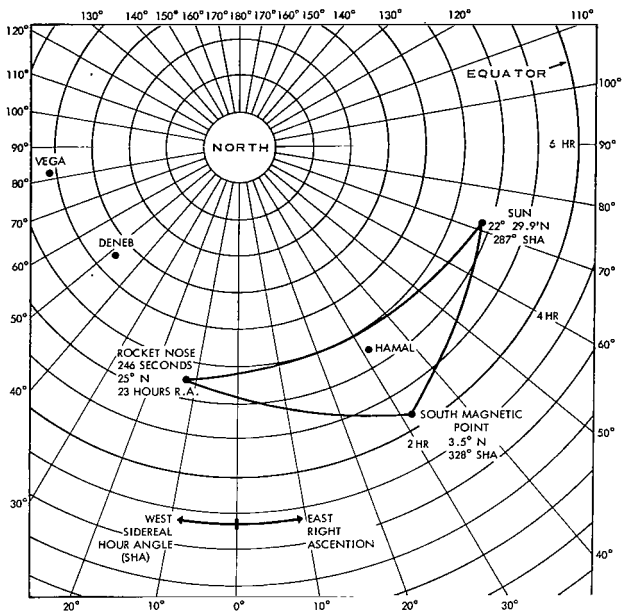 130° 140° 150° 160° 170° 180° 170° 160° 150° 140° 130° 120° 110°
120°
110°
100°
90°
80°
70°
60°
50°
40°
30°
EQUATOR
100°
90°
80°
70°
60°
50°
40°
6 HR
4 HR
2 HR
NORTH
VEGA
DENEB
SUN
22° 29.9'N
287° SHA
HAMAL
ROCKET NOSE
246 SECONDS
25° N
23 HOURS R.A.
SOUTH MAGNETIC
POINT
3.5° N
328° SHA
WEST
SIDEREAL
HOUR ANGLE
(SHA)
EAST
RIGHT
ASCENTION
20° 10° 0° 10° 20° 30°